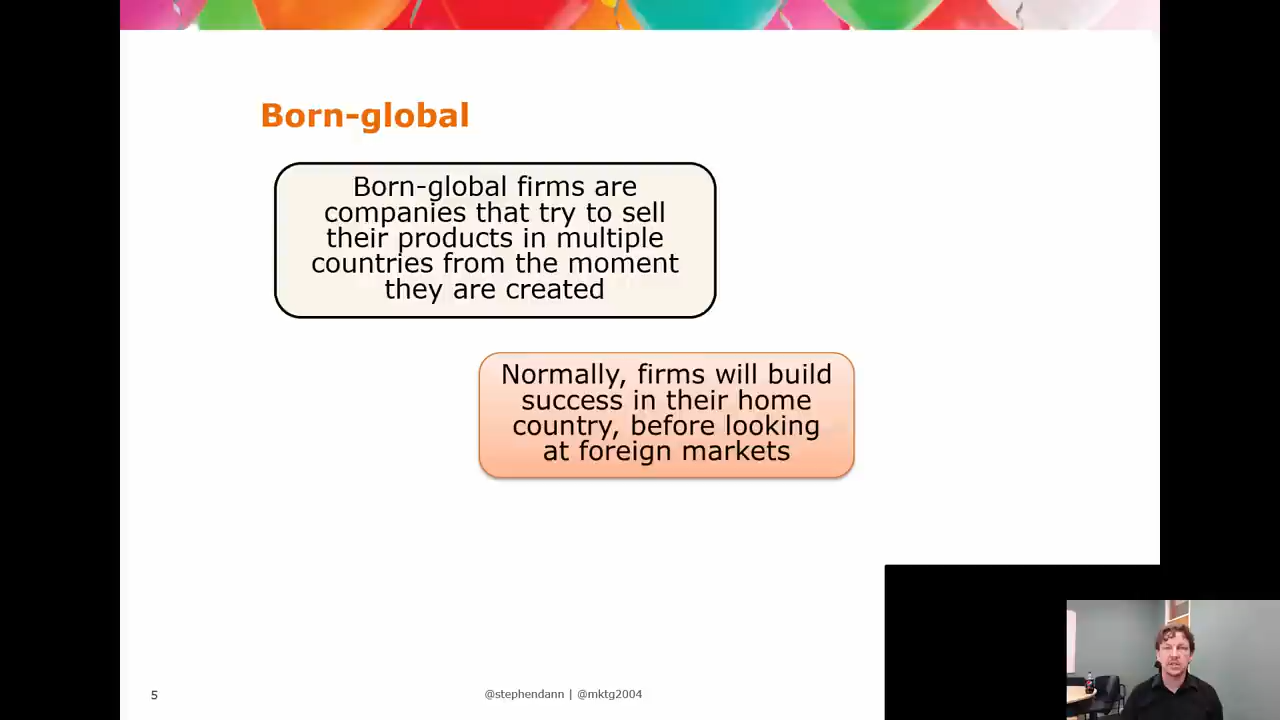 Born-global
Born-global firms are
companies that try to sell
their products in multiple
countries from the moment
they are created
Normally, firms will build
success in their home
country, before looking
at foreign markets
5
@stephendann | @mktg2004